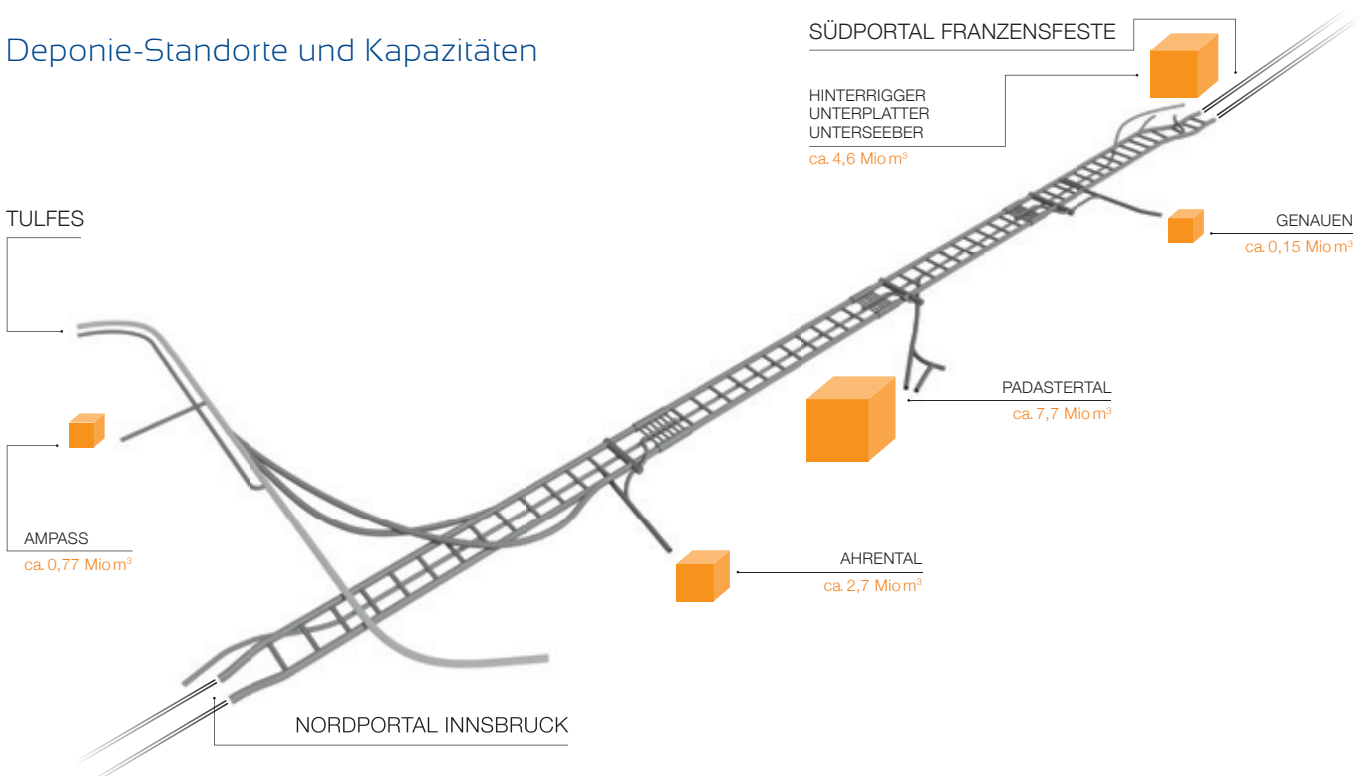 Deponie-Standorte und Kapazitäten
SÜDPORTAL FRANZENSFESTE
HINTERRIGGER
UNTERPLATTER
UNTERSEEBER
ca. 4,6 Mio m³
TULFES
GENAUEN
ca. 0,15 Mio m³
PADASTERTAL
ca. 7,7 Mio m³
AMPASS
ca. 0,77 Mio m³
AHRENTAL
ca. 2,7 Mio m³
NORDPORTAL INNSBRUCK